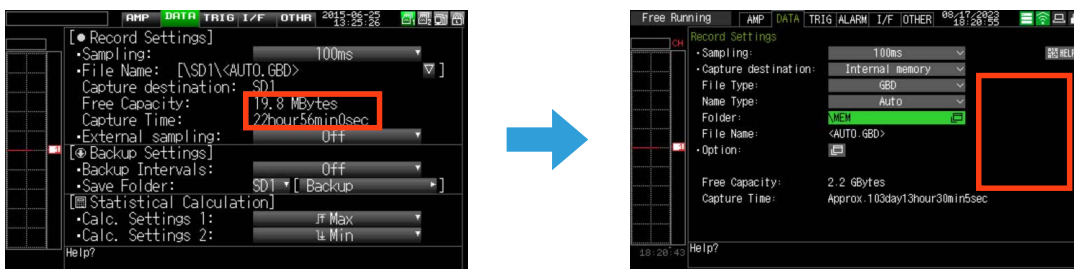 AMP DATA TRIG I/F OTHR 2015-06-25 13:25:26
[Record Settings]
•Sampling: 100ms
•File Name: [\SD1\<AUTO.GBD> ]
Capture destination: SD1
Free Capacity: 19.8 MBytes
Capture Time: 22hour56min0sec
•External sampling: Off
1
[Backup Settings]
•Backup Intervals: Off
•Save Folder: SD1 [ Backup ]
[Statistical Calculation]
•Calc. Settings 1: Max
•Calc. Settings 2: Min
Help?
Free Running AMP DATA TRIG ALARM I/F OTHER 08/17/2023 18:20:55
CH Record Settings
•Sampling: 100ms HELP
•Capture destination: Internal memory
File Type: GBD
Name Type: Auto
Folder: \MEM
File Name: <AUTO.GBD>
1 •Option:
Free Capacity: 2.2 GBytes
Capture Time: Approx.103day13hour30min5sec
18:20:43 Help?